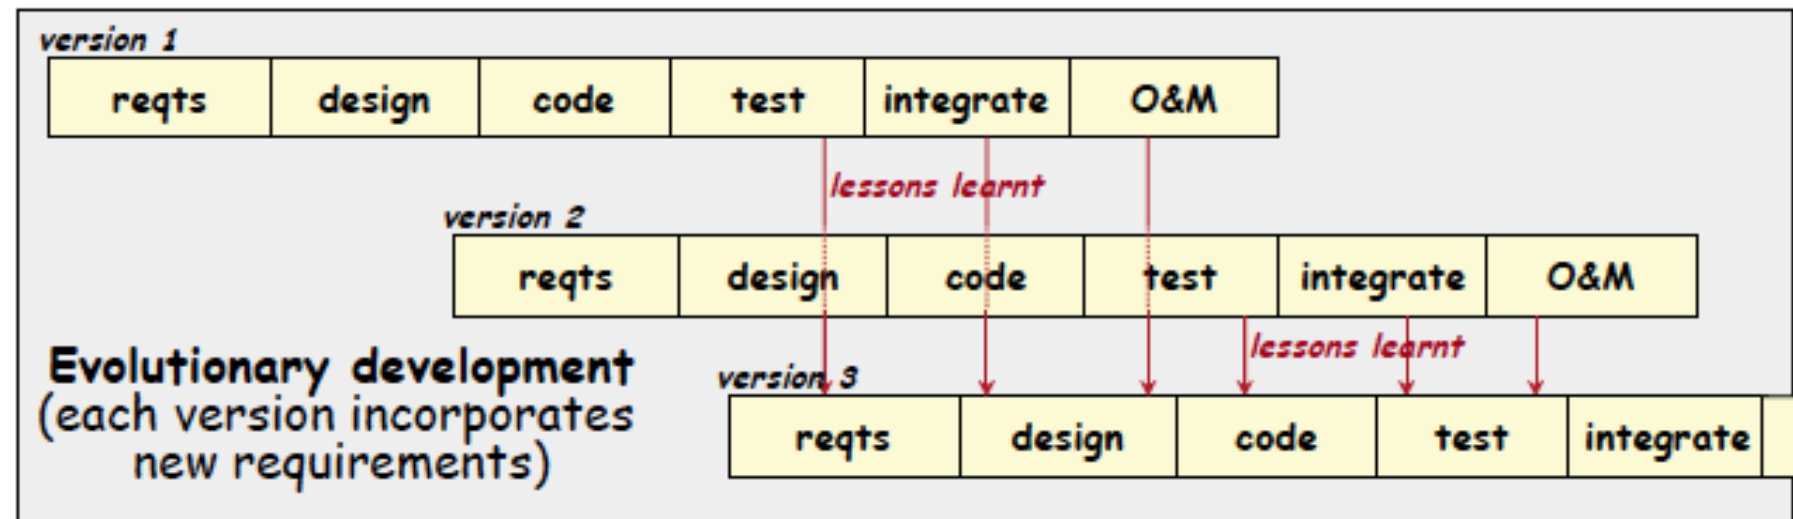 version 1
reqts design code test integrate O&M
lessons learnt
version 2
reqts design code test integrate O&M
lessons learnt
Evolutionary development
(each version incorporates
new requirements)
version 3
reqts design code test integrate